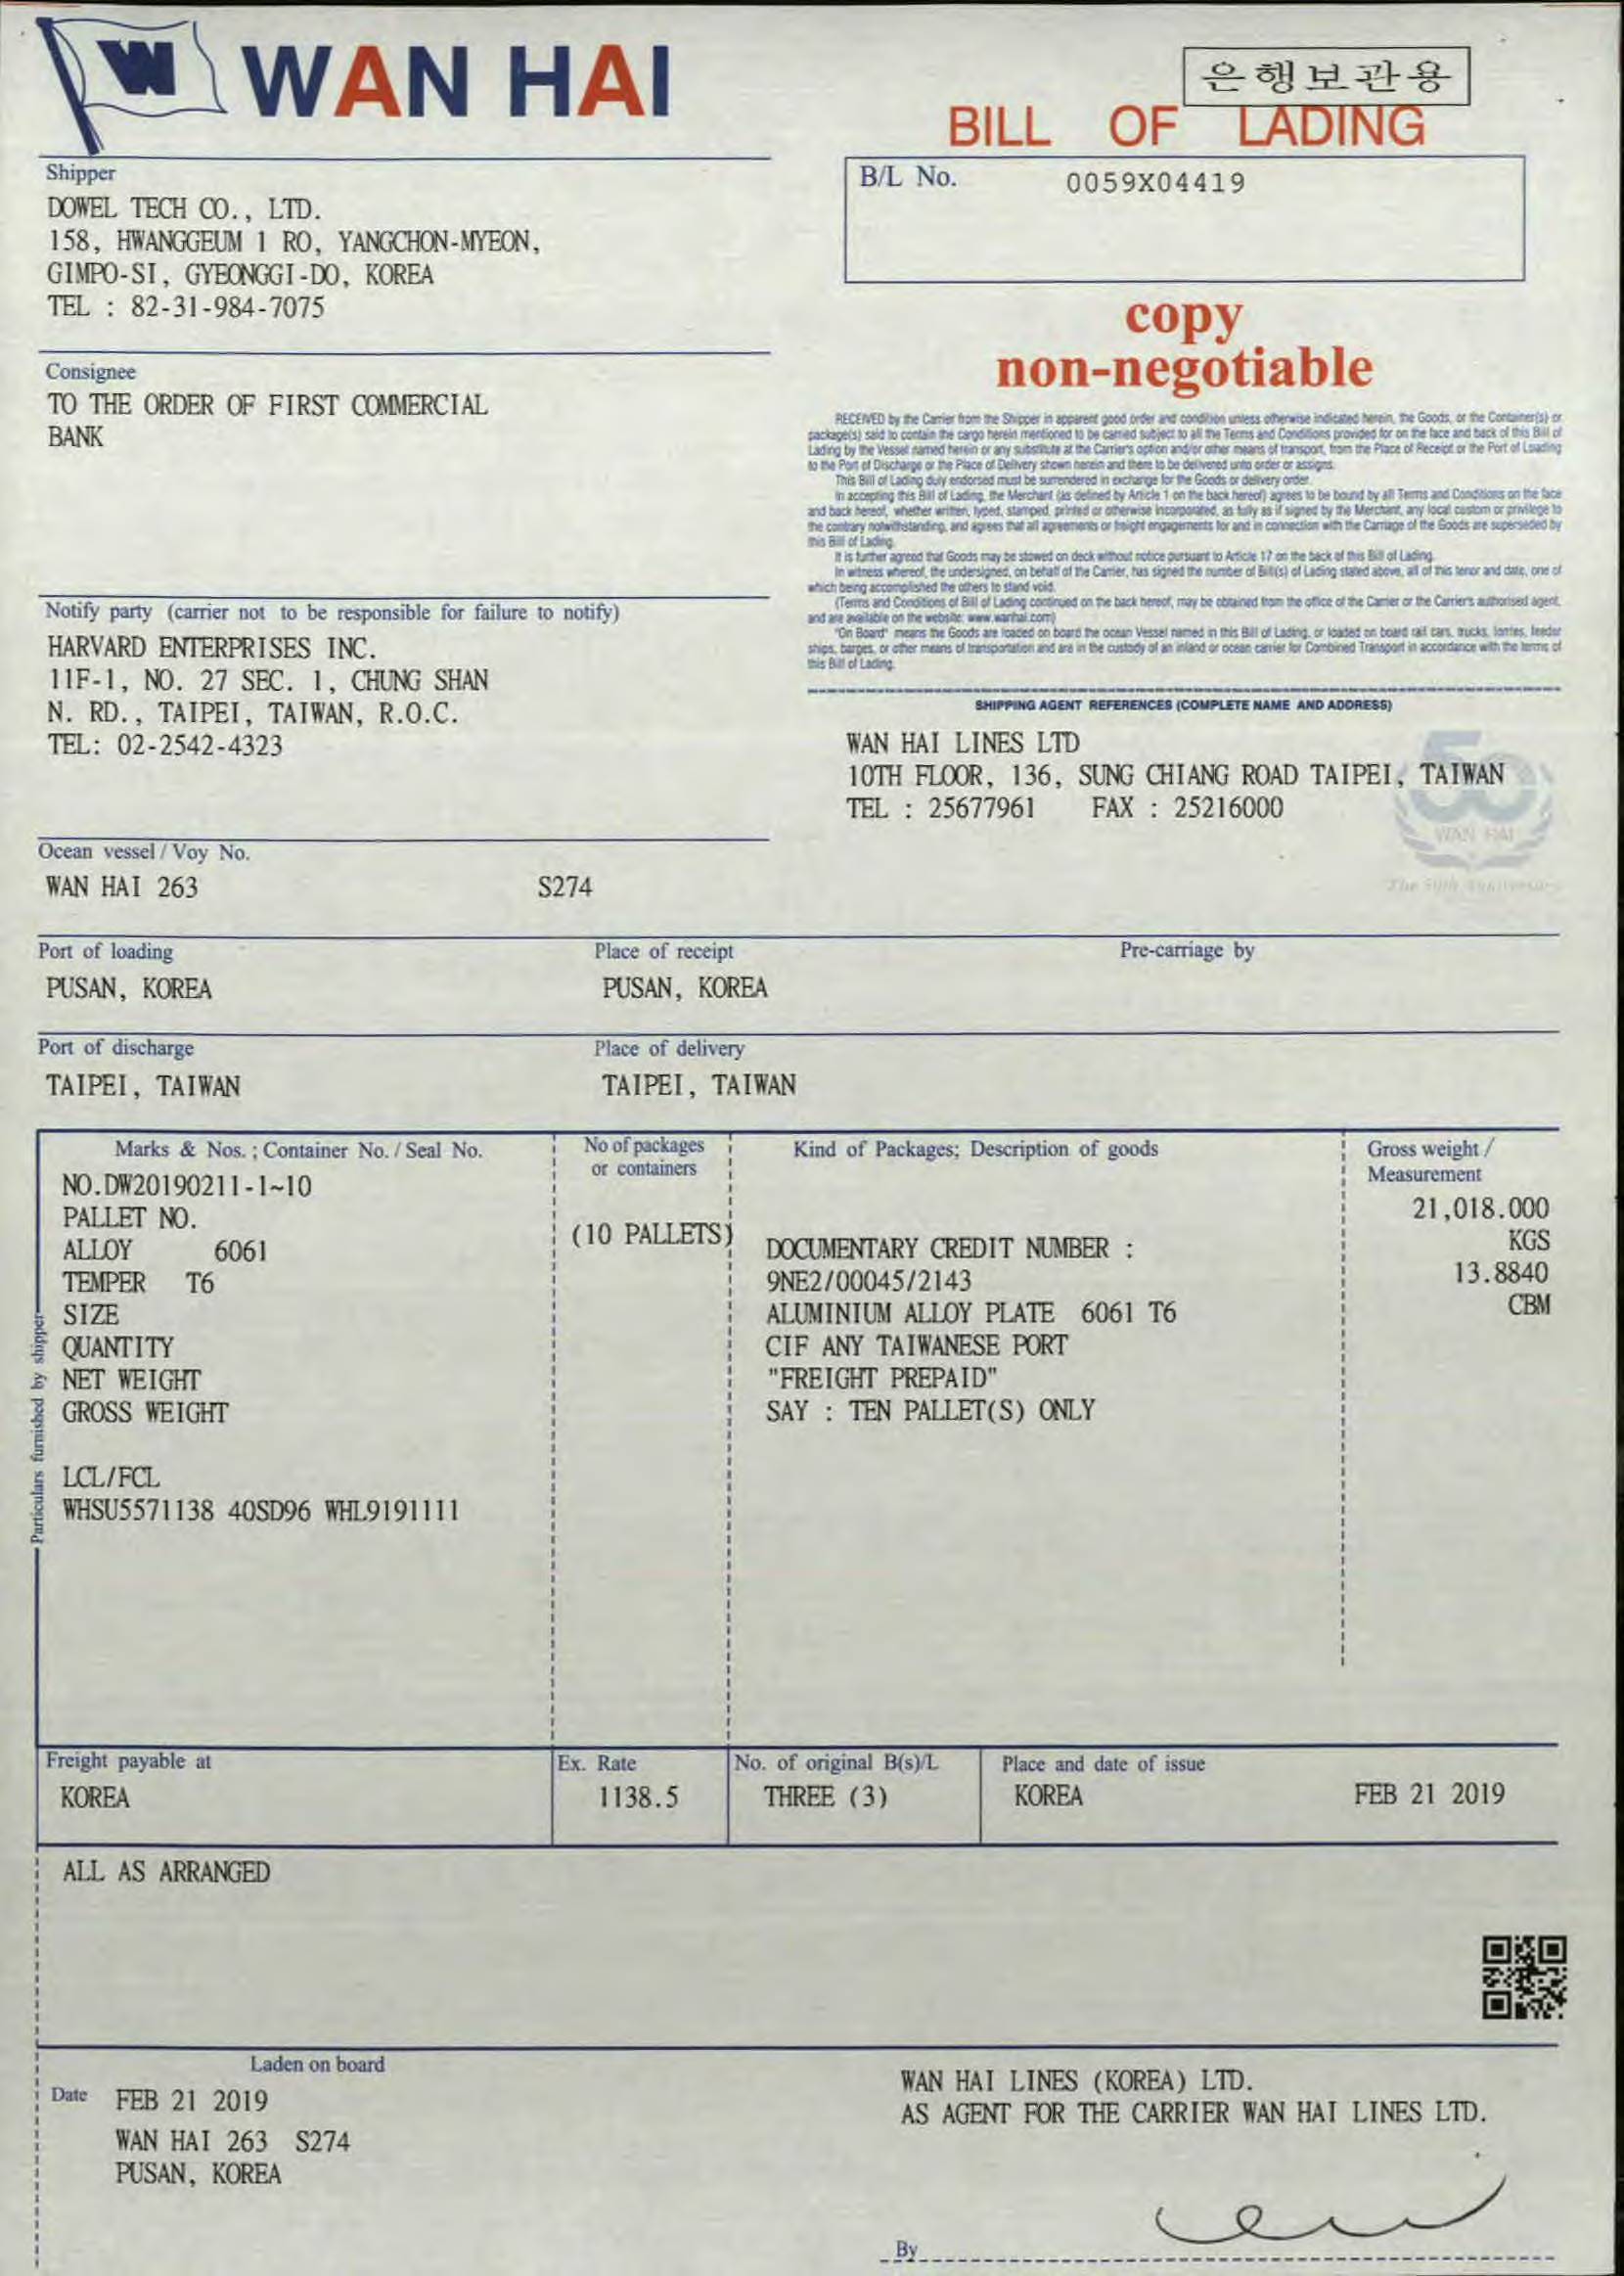 WAN HAI
은행보관용
BILL OF LADING
Shipper
DOWEL TECH CO., LTD.
158, HWANGGEUM 1 RO, YANGCHON-MYEON,
GIMPO-SI, GYEONGGI-DO, KOREA
TEL : 82-31-984-7075
B/L No. 0059X04419
copy
non-negotiable
Consignee
TO THE ORDER OF FIRST COMMERCIAL
BANK
RECEIVED by the Carrier from the Shipper in apparent good order and condition unless otherwise indicated herein, the Goods, or the Container(s) or
package(s) said to contain the cargo herein mentioned to be carried subject to all the Terms and Conditions provided for on the face and back of this Bill of
Lading by the Vessel named herein or any substitute at the Carrier's option and/or other means of transport, from the Place of Receipt or the Port of Loading
to the Port of Discharge or the Place of Delivery shown herein and there to be delivered unto order or assigns.
This Bill of Lading duly endorsed must be surrendered in exchange for the Goods or delivery order.
In accepting this Bill of Lading, the Merchant (as defined by Article 1 on the back hereof) agrees to be bound by all Terms and Conditions on the face
and back hereof, whether written, typed, stamped, printed or otherwise incorporated, as fully as if signed by the Merchant, any local custom or privilege to
the contrary notwithstanding, and agrees that all agreements or freight engagements for and in connection with the Carriage of the Goods are superseded by
this Bill of Lading.
It is further agreed that Goods may be stowed on deck without notice pursuant to Article 17 on the back of this Bill of Lading.
In witness whereof, the undersigned, on behalf of the Carrier, has signed the number of Bill(s) of Lading stated above, all of this tenor and date, one of
which being accomplished the others to stand void.
(Terms and Conditions of Bill of Lading continued on the back hereof, may be obtained from the office of the Carrier or the Carrier's authorised agent,
and are available on the website: www.wanhai.com)
"On Board" means the Goods are loaded on board the ocean Vessel named in this Bill of Lading, or loaded on board rail cars, trucks, lorries, feeder
ships, barges, or other means of transportation and are in the custody of an inland or ocean carrier for Combined Transport in accordance with the terms of
this Bill of Lading.
Notify party (carrier not to be responsible for failure to notify)
HARVARD ENTERPRISES INC.
11F-1, NO. 27 SEC. 1, CHUNG SHAN
N. RD., TAIPEI, TAIWAN, R.O.C.
TEL: 02-2542-4323
SHIPPING AGENT REFERENCES (COMPLETE NAME AND ADDRESS)
WAN HAI LINES LTD
10TH FLOOR, 136, SUNG CHIANG ROAD TAIPEI, TAIWAN
TEL : 25677961 FAX : 25216000
50
WAN HAI
The 50th Anniversary
Ocean vessel / Voy No.
WAN HAI 263 S274
Port of loading Place of receipt Pre-carriage by
PUSAN, KOREA PUSAN, KOREA
Port of discharge Place of delivery
TAIPEI, TAIWAN TAIPEI, TAIWAN
Marks & Nos. ; Container No. / Seal No.
NO.DW20190211-1~10
PALLET NO.
ALLOY 6061
TEMPER T6
SIZE
QUANTITY
NET WEIGHT
GROSS WEIGHT
LCL/FCL
WHSU5571138 40SD96 WHL9191111
No of packages
or containers
(10 PALLETS)
Kind of Packages; Description of goods
DOCUMENTARY CREDIT NUMBER :
9NE2/00045/2143
ALUMINIUM ALLOY PLATE 6061 T6
CIF ANY TAIWANESE PORT
"FREIGHT PREPAID"
SAY : TEN PALLET(S) ONLY
Gross weight /
Measurement
21,018.000
KGS
13.8840
CBM
Particulars furnished by shipper
Freight payable at Ex. Rate No. of original B(s)/L Place and date of issue
KOREA 1138.5 THREE (3) KOREA FEB 21 2019
ALL AS ARRANGED
Laden on board
Date FEB 21 2019
WAN HAI 263 S274
PUSAN, KOREA
WAN HAI LINES (KOREA) LTD.
AS AGENT FOR THE CARRIER WAN HAI LINES LTD.
By